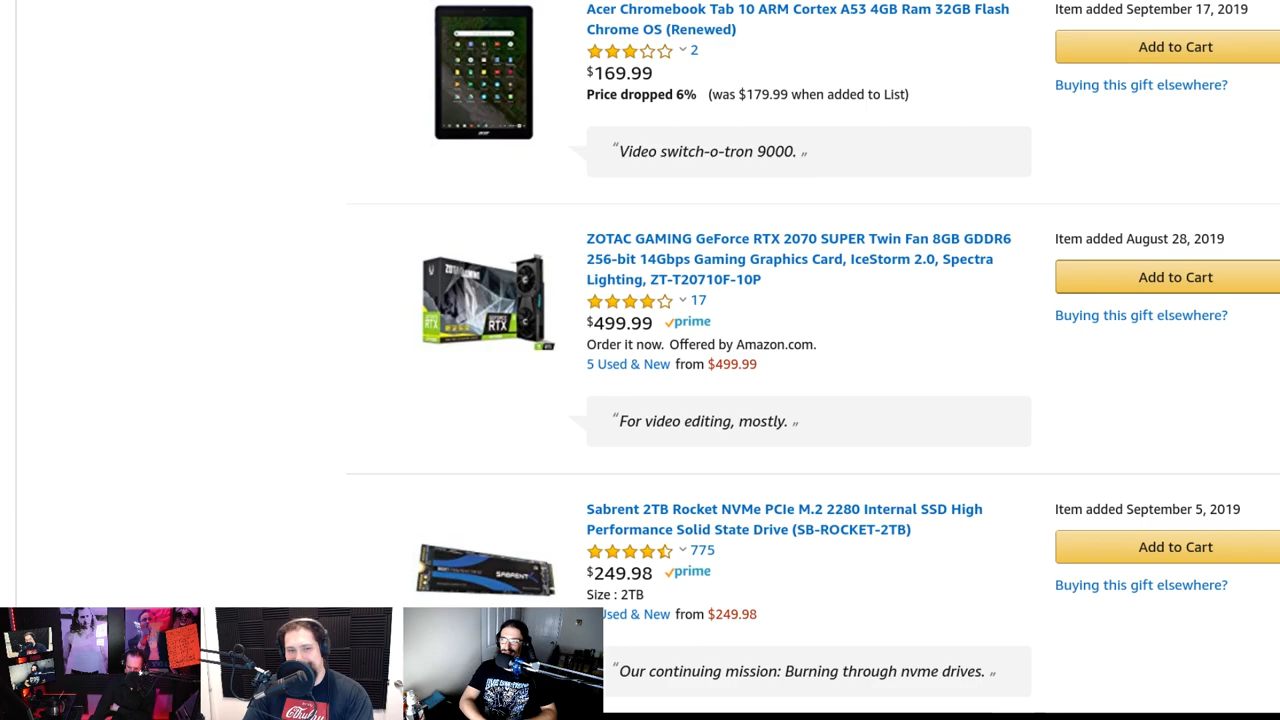 Acer Chromebook Tab 10 ARM Cortex A53 4GB Ram 32GB Flash
Chrome OS (Renewed)
2
$169.99
Price dropped 6% (was $179.99 when added to List)
“Video switch-o-tron 9000. „
Item added September 17, 2019
Add to Cart
Buying this gift elsewhere?
ZOTAC GAMING GeForce RTX 2070 SUPER Twin Fan 8GB GDDR6
256-bit 14Gbps Gaming Graphics Card, IceStorm 2.0, Spectra
Lighting, ZT-T20710F-10P
17
$499.99 prime
Order it now. Offered by Amazon.com.
5 Used & New from $499.99
“For video editing, mostly. „
Item added August 28, 2019
Add to Cart
Buying this gift elsewhere?
ZOTAC
GEFORCE
RTX
RTX
Sabrent 2TB Rocket NVMe PCIe M.2 2280 Internal SSD High
Performance Solid State Drive (SB-ROCKET-2TB)
775
$249.98 prime
Size : 2TB
Used & New from $249.98
“Our continuing mission: Burning through nvme drives. „
Item added September 5, 2019
Add to Cart
Buying this gift elsewhere?
SABRENT
acer